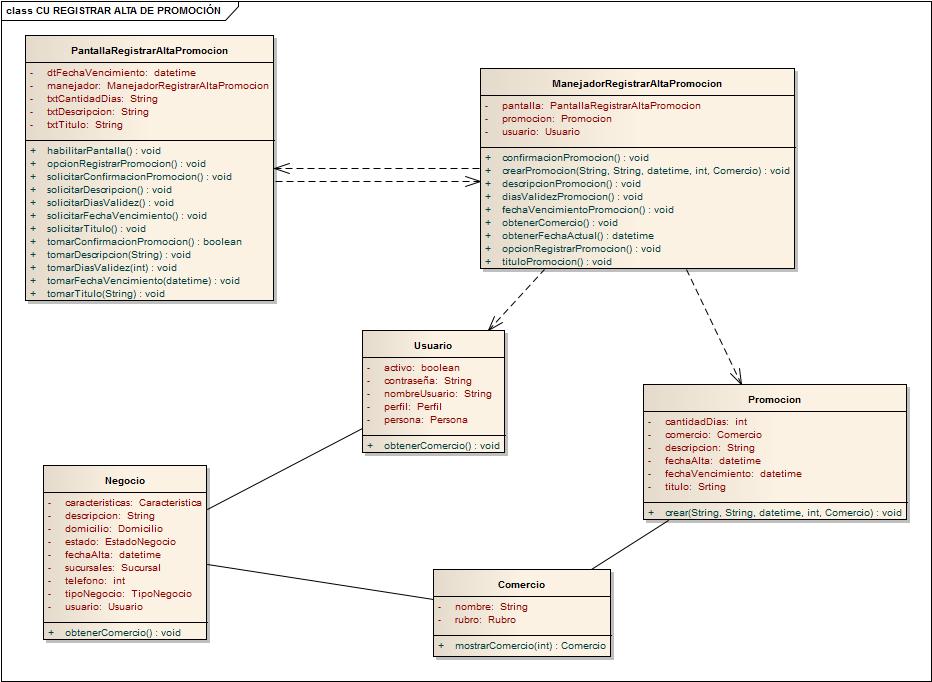 class CU REGISTRAR ALTA DE PROMOCIÓN
PantallaRegistrarAltaPromocion
- dtFechaVencimiento: datetime
- manejador: ManejadorRegistrarAltaPromocion
- txtCantidadDias: String
- txtDescripcion: String
- txtTitulo: String
+ habilitarPantalla() : void
+ opcionRegistrarPromocion() : void
+ solicitarConfirmacionPromocion() : void
+ solicitarDescripcion() : void
+ solicitarDiasValidez() : void
+ solicitarFechaVencimiento() : void
+ solicitarTitulo() : void
+ tomarConfirmacionPromocion() : boolean
+ tomarDescripcion(String) : void
+ tomarDiasValidez(int) : void
+ tomarFechaVencimiento(datetime) : void
+ tomarTitulo(String) : void
ManejadorRegistrarAltaPromocion
- pantalla: PantallaRegistrarAltaPromocion
- promocion: Promocion
- usuario: Usuario
+ confirmacionPromocion() : void
+ crearPromocion(String, String, datetime, int, Comercio) : void
+ descripcionPromocion() : void
+ diasValidezPromocion() : void
+ fechaVencimientoPromocion() : void
+ obtenerComercio() : void
+ obtenerFechaActual() : datetime
+ opcionRegistrarPromocion() : void
+ tituloPromocion() : void
Usuario
- activo: boolean
- contraseña: String
- nombreUsuario: String
- perfil: Perfil
- persona: Persona
+ obtenerComercio() : void
Promocion
- cantidadDias: int
- comercio: Comercio
- descripcion: String
- fechaAlta: datetime
- fechaVencimiento: datetime
- titulo: Srting
+ crear(String, String, datetime, int, Comercio) : void
Negocio
- caracteristicas: Caracteristica
- descripcion: String
- domicilio: Domicilio
- estado: EstadoNegocio
- fechaAlta: datetime
- sucursales: Sucursal
- telefono: int
- tipoNegocio: TipoNegocio
- usuario: Usuario
+ obtenerComercio() : void
Comercio
- nombre: String
- rubro: Rubro
+ mostrarComercio(int) : Comercio